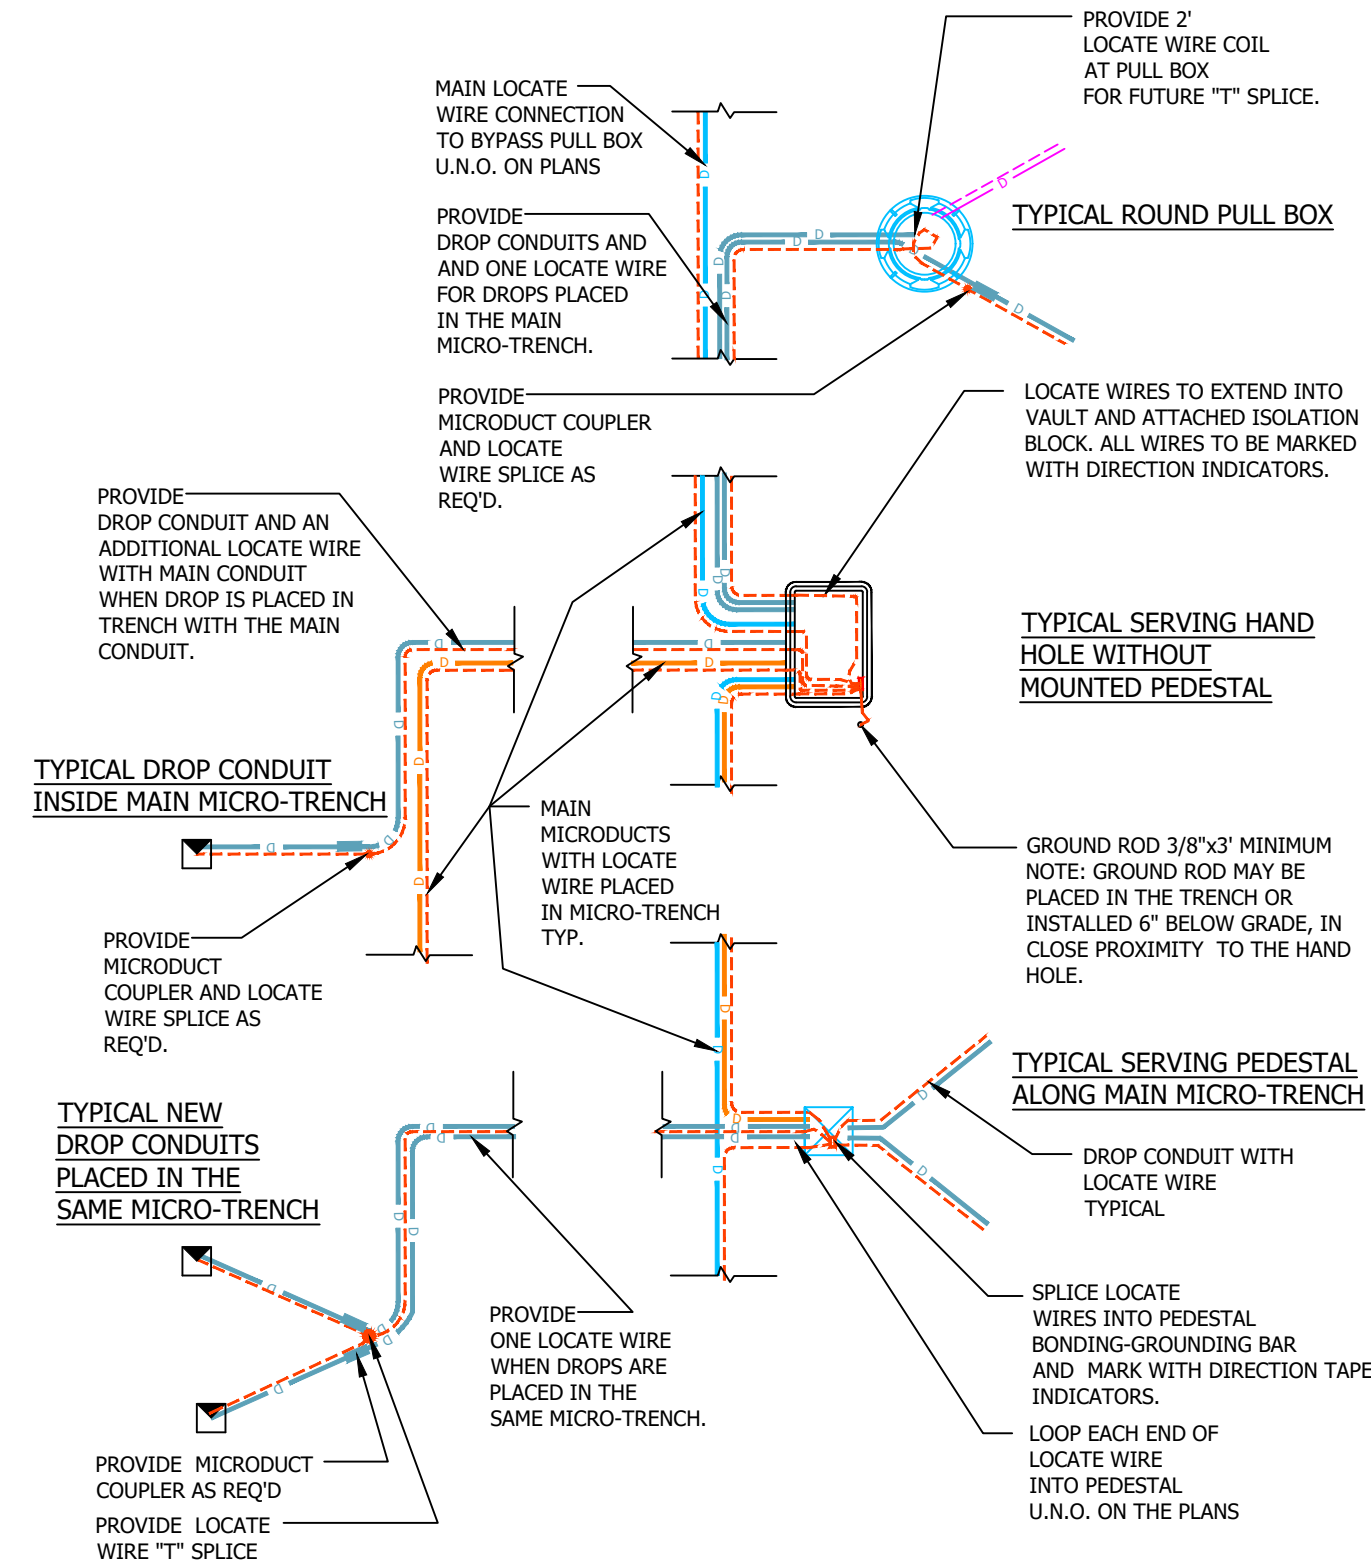 PROVIDE 2'
LOCATE WIRE COIL
AT PULL BOX
FOR FUTURE "T" SPLICE.
MAIN LOCATE
WIRE CONNECTION
TO BYPASS PULL BOX
U.N.O. ON PLANS
TYPICAL ROUND PULL BOX
PROVIDE
DROP CONDUITS AND
AND ONE LOCATE WIRE
FOR DROPS PLACED
IN THE MAIN
MICRO-TRENCH.
PROVIDE
MICRODUCT COUPLER
AND LOCATE
WIRE SPLICE AS
REQ'D.
LOCATE WIRES TO EXTEND INTO
VAULT AND ATTACHED ISOLATION
BLOCK. ALL WIRES TO BE MARKED
WITH DIRECTION INDICATORS.
PROVIDE
DROP CONDUIT AND AN
ADDITIONAL LOCATE WIRE
WITH MAIN CONDUIT
WHEN DROP IS PLACED IN
TRENCH WITH THE MAIN
CONDUIT.
TYPICAL SERVING HAND
HOLE WITHOUT
MOUNTED PEDESTAL
TYPICAL DROP CONDUIT
INSIDE MAIN MICRO-TRENCH
MAIN
MICRODUCTS
WITH LOCATE
WIRE PLACED
IN MICRO-TRENCH
TYP.
GROUND ROD 3/8"x3' MINIMUM
NOTE: GROUND ROD MAY BE
PLACED IN THE TRENCH OR
INSTALLED 6" BELOW GRADE, IN
CLOSE PROXIMITY TO THE HAND
HOLE.
PROVIDE
MICRODUCT
COUPLER AND LOCATE
WIRE SPLICE AS
REQ'D.
TYPICAL SERVING PEDESTAL
ALONG MAIN MICRO-TRENCH
TYPICAL NEW
DROP CONDUITS
PLACED IN THE
SAME MICRO-TRENCH
DROP CONDUIT WITH
LOCATE WIRE
TYPICAL
PROVIDE
ONE LOCATE WIRE
WHEN DROPS ARE
PLACED IN THE
SAME MICRO-TRENCH.
SPLICE LOCATE
WIRES INTO PEDESTAL
BONDING-GROUNDING BAR
AND MARK WITH DIRECTION TAPE
INDICATORS.
LOOP EACH END OF
LOCATE WIRE
INTO PEDESTAL
U.N.O. ON THE PLANS
PROVIDE MICRODUCT
COUPLER AS REQ'D
PROVIDE LOCATE
WIRE "T" SPLICE